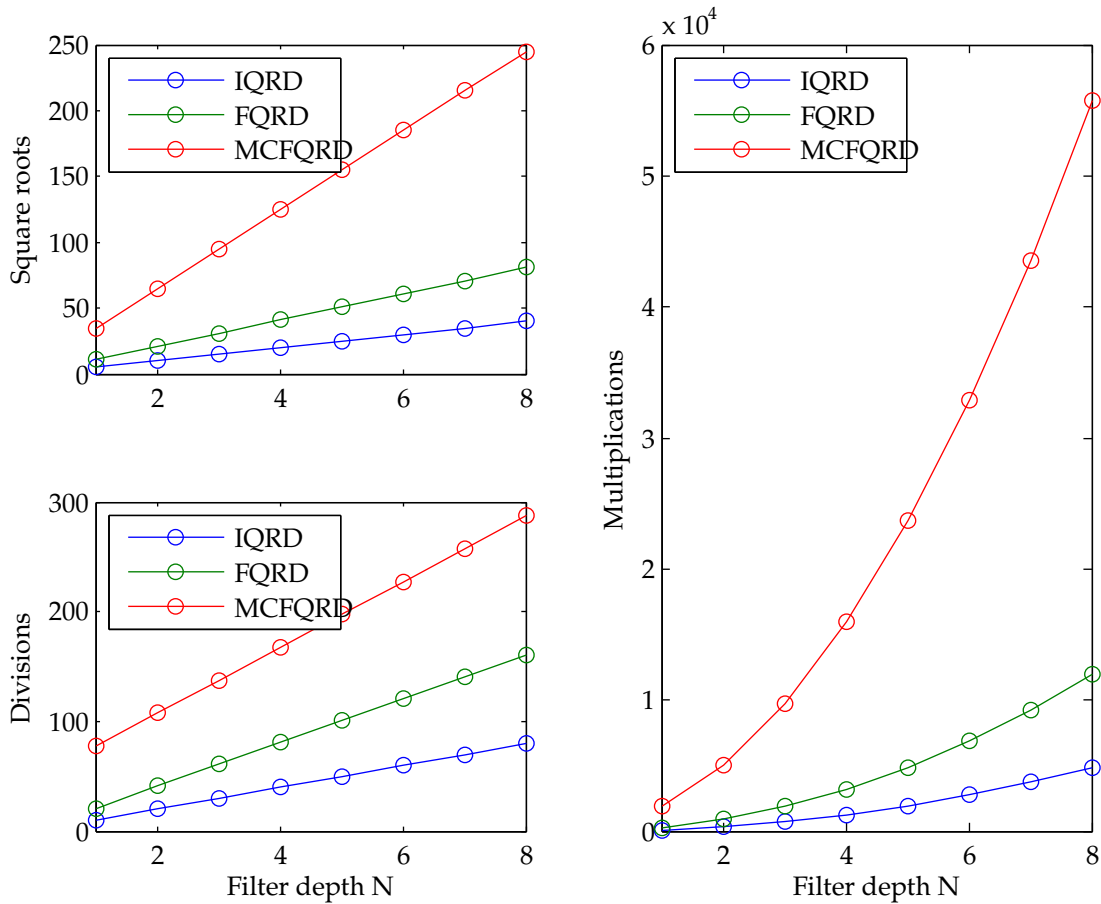 250
200
150
100
50
0
2
4
6
8
Square roots
IQRD
FQRD
MCFQRD
300
200
100
0
2
4
6
8
Divisions
Filter depth N
IQRD
FQRD
MCFQRD
x 10^4
6
5
4
3
2
1
0
2
4
6
8
Multiplications
Filter depth N
IQRD
FQRD
MCFQRD